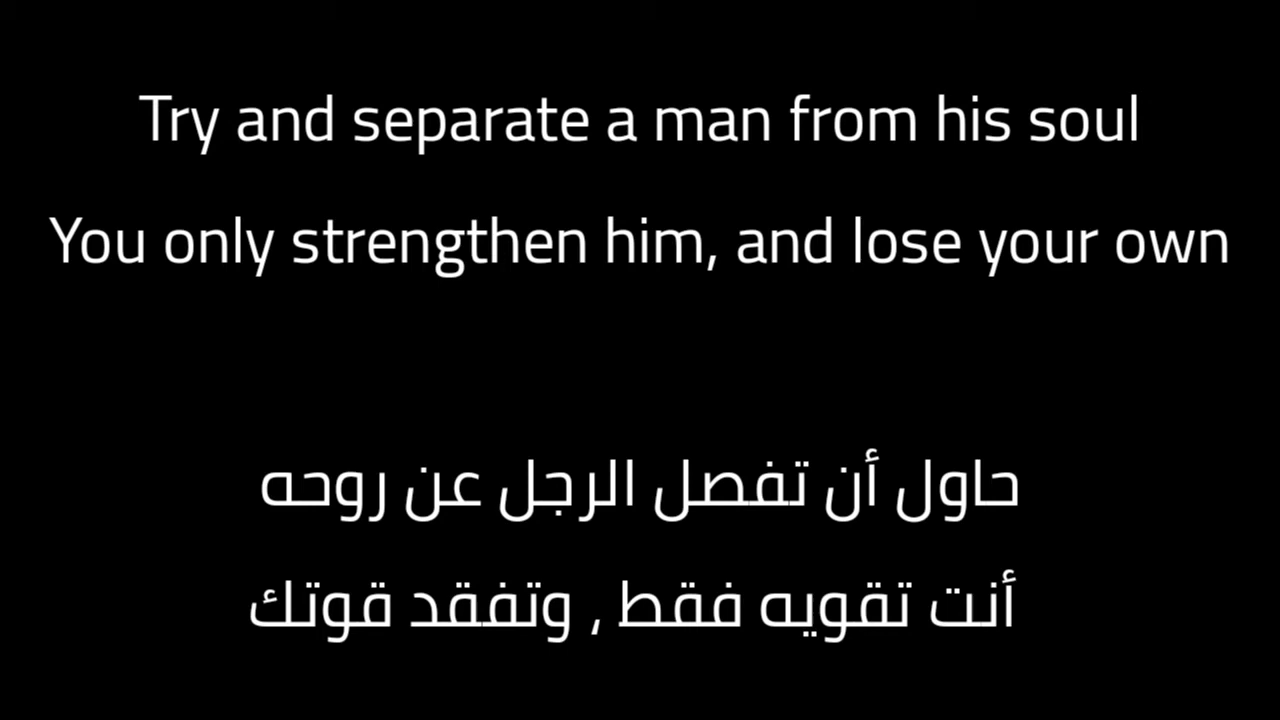 Try and separate a man from his soul
You only strengthen him, and lose your own
حاول أن تفصل الرجل عن روحه
أنت تقويه فقط , وتفقد قوتك